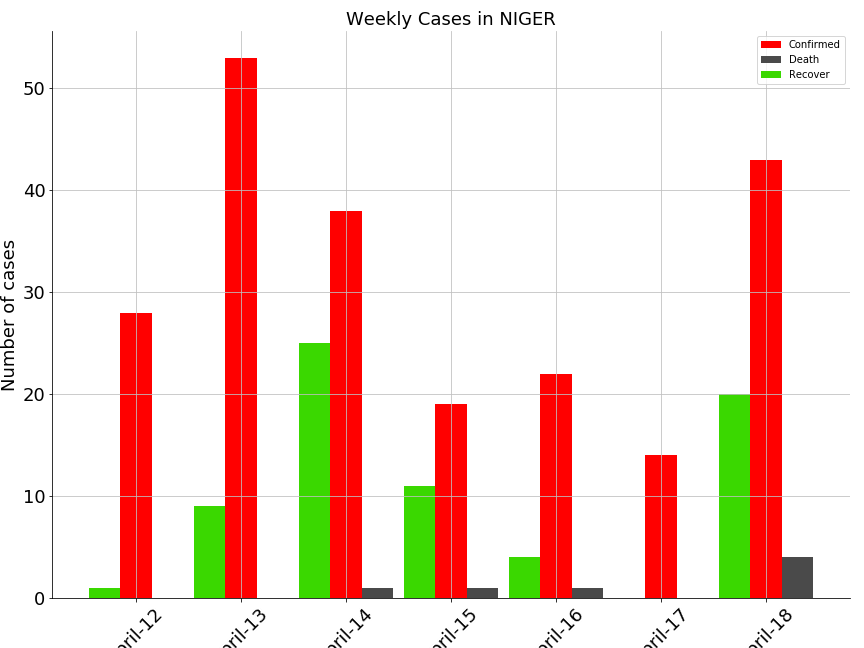 Weekly Cases in NIGER
Confirmed
Death
Recover
Number of cases
50
40
30
20
10
0
pril-12
pril-13
pril-14
pril-15
pril-16
pril-17
pril-18